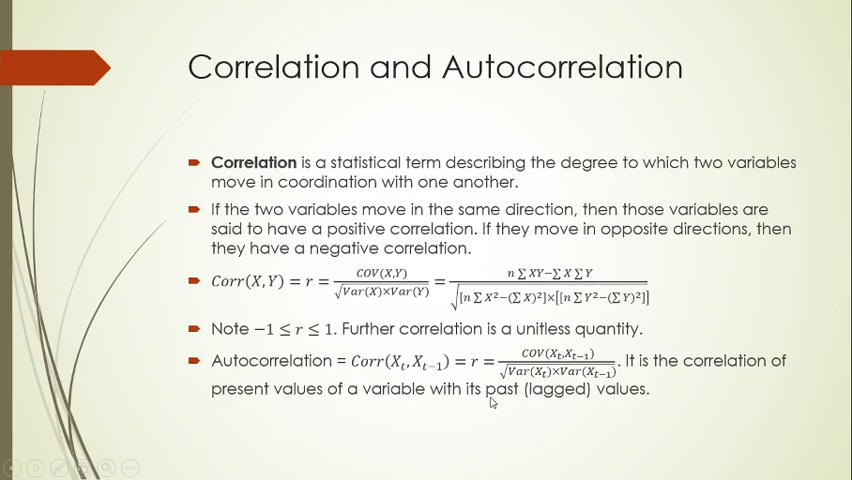 Correlation and Autocorrelation
Correlation is a statistical term describing the degree to which two variables
move in coordination with one another.
If the two variables move in the same direction, then those variables are
said to have a positive correlation. If they move in opposite directions, then
they have a negative correlation.
Corr(X,Y) = r = COV(X,Y) / √Var(X)×Var(Y) = n ∑ XY−∑ X ∑ Y / √[n ∑ X²−(∑ X)²]×[[n ∑ Y²−(∑ Y)²]]
Note −1 ≤ r ≤ 1. Further correlation is a unitless quantity.
Autocorrelation = Corr(Xₜ, Xₜ₋₁) = r = COV(Xₜ,Xₜ₋₁) / √Var(Xₜ)×Var(Xₜ₋₁). It is the correlation of
present values of a variable with its past (lagged) values.